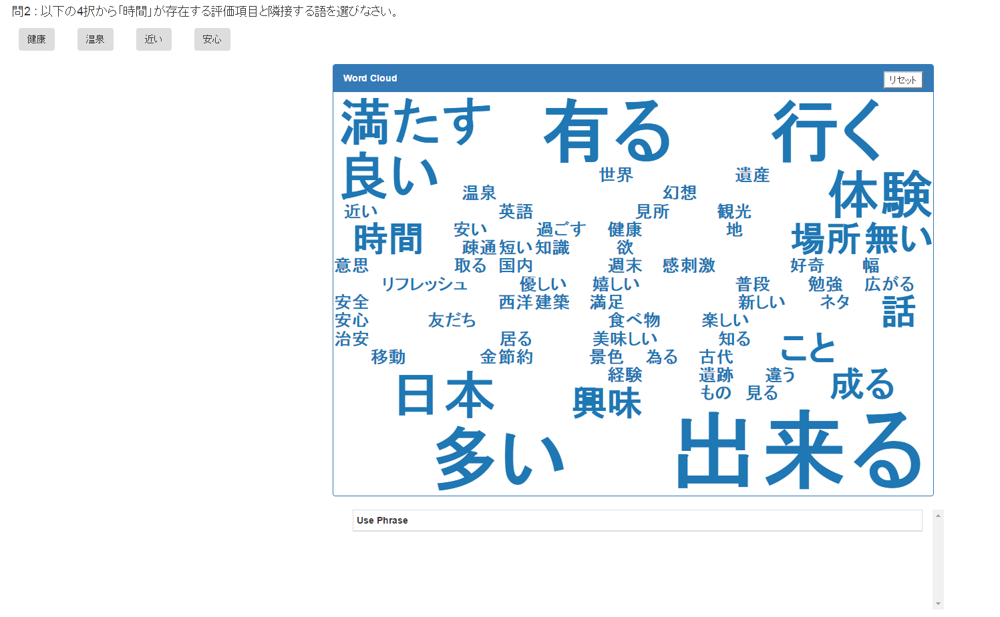 問2 : 以下の4択から「時間」が存在する評価項目と隣接する語を選びなさい。
健康 温泉 近い 安心
Word Cloud リセット
満たす 有る 行く
良い 世界 遺産 体験
温泉 幻想
近い 英語 見所 観光
時間 安い 過ごす 健康 地 場所 無い
疎通 短い 知識 欲
意思 取る 国内 週末 感刺激 好奇 幅
リフレッシュ 優しい 嬉しい 普段 勉強 広がる
安全 西洋 建築 満足 新しい ネタ 話
安心 友だち 食べ物 楽しい
治安 居る 美味しい 知る こと
移動 金 節約 景色 為る 古代
経験 遺跡 違う 成る
日本 興味 もの 見る
多い 出来る
Use Phrase